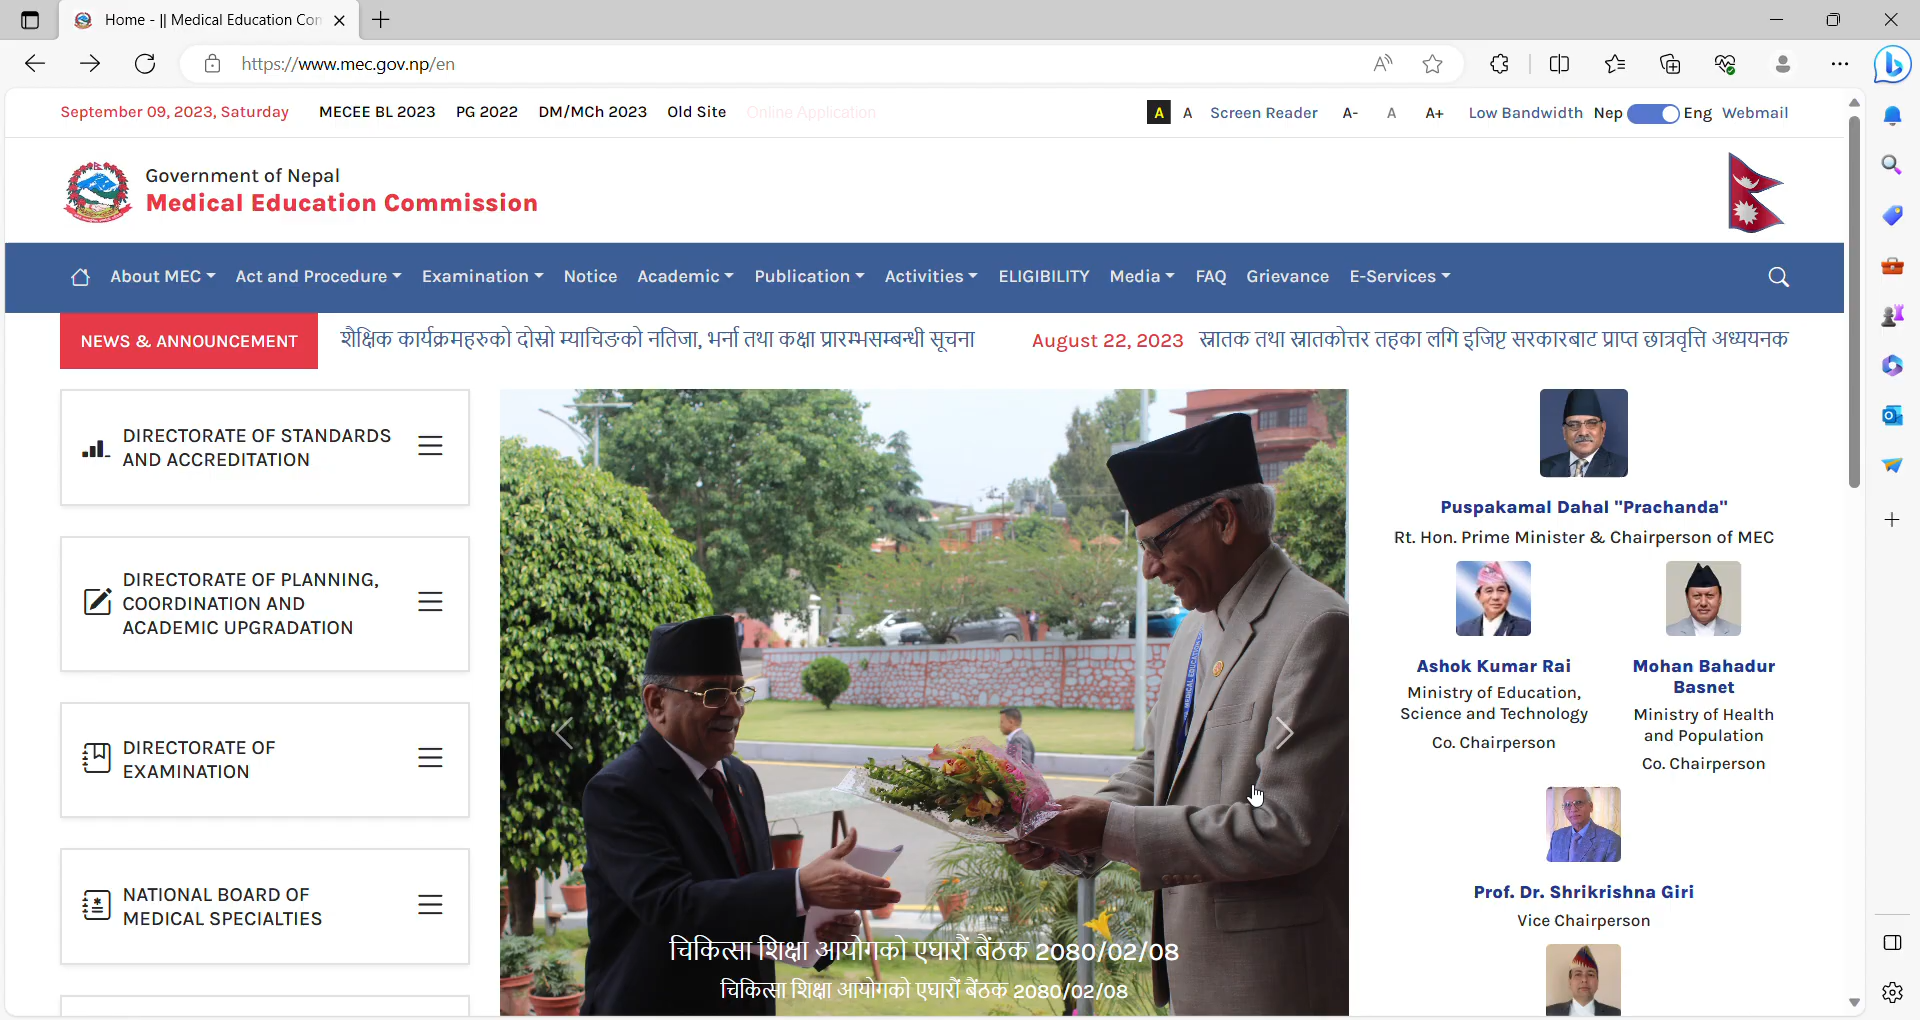 Home - || Medical Education Con
https://www.mec.gov.np/en
September 09, 2023, Saturday MECEE BL 2023 PG 2022 DM/MCh 2023 Old Site Online Application A A Screen Reader A- A A+ Low Bandwidth Nep Eng Webmail
Government of Nepal
Medical Education Commission
About MEC Act and Procedure Examination Notice Academic Publication Activities ELIGIBILITY Media FAQ Grievance E-Services
NEWS & ANNOUNCEMENT शैक्षिक कार्यक्रमहरुको दोस्रो म्याचिङको नतिजा, भर्ना तथा कक्षा प्रारम्भसम्बन्धी सूचना August 22, 2023 स्नातक तथा स्नातकोत्तर तहका लगि इजिप्ट सरकारबाट प्राप्त छात्रवृत्ति अध्ययनक
DIRECTORATE OF STANDARDS
AND ACCREDITATION
DIRECTORATE OF PLANNING,
COORDINATION AND
ACADEMIC UPGRADATION
DIRECTORATE OF
EXAMINATION
NATIONAL BOARD OF
MEDICAL SPECIALTIES
चिकित्सा शिक्षा आयोगको एघारौं बैंठक 2080/02/08
चिकित्सा शिक्षा आयोगको एघारौं बैंठक 2080/02/08
Puspakamal Dahal "Prachanda"
Rt. Hon. Prime Minister & Chairperson of MEC
Ashok Kumar Rai
Ministry of Education,
Science and Technology
Co. Chairperson
Mohan Bahadur
Basnet
Ministry of Health
and Population
Co. Chairperson
Prof. Dr. Shrikrishna Giri
Vice Chairperson